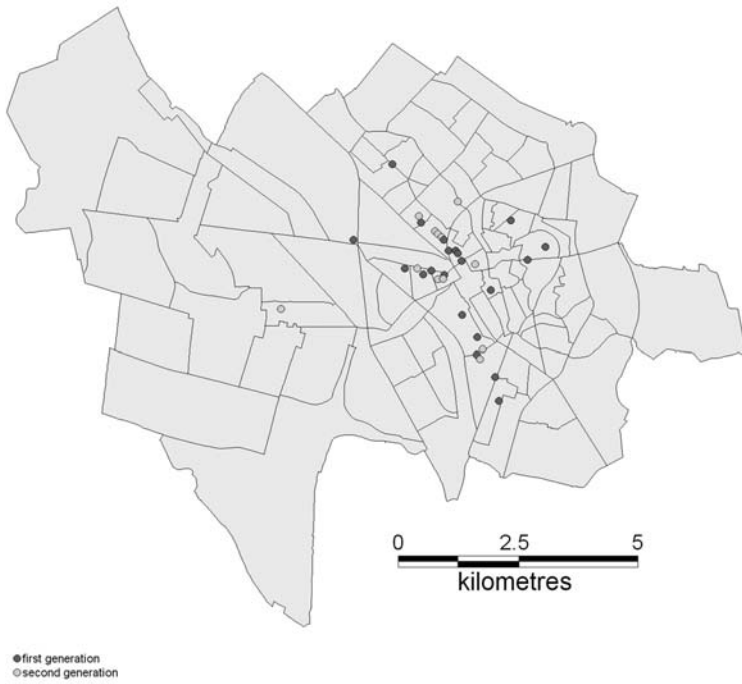 0 2.5 5
kilometres
first generation
second generation